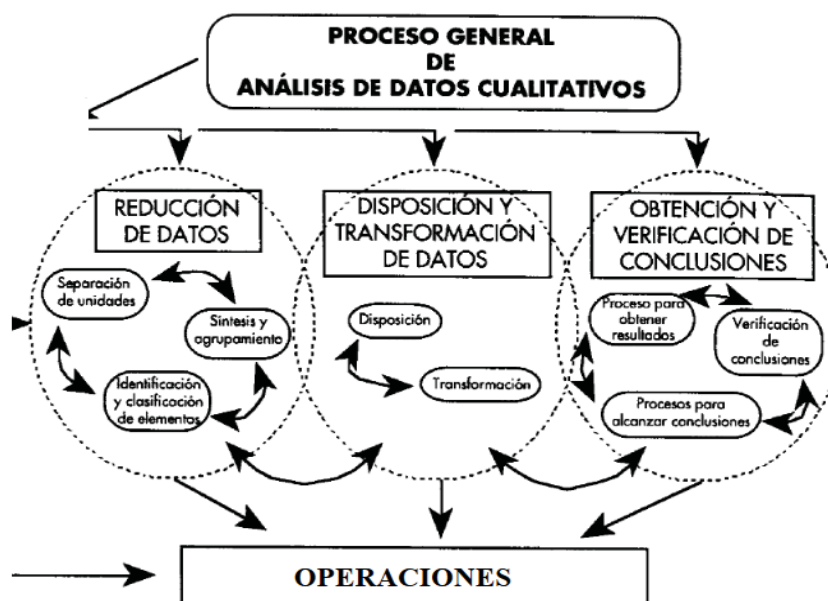 PROCESO GENERAL
DE
ANÁLISIS DE DATOS CUALITATIVOS
REDUCCIÓN
DE DATOS
Separación
de unidades
Síntesis y
agrupamiento
Identificación
y clasificación
de elementos
DISPOSICIÓN Y
TRANSFORMACIÓN
DE DATOS
Disposición
Transformación
OBTENCIÓN Y
VERIFICACIÓN DE
CONCLUSIONES
Proceso para
obtener
resultados
Verificación
de
conclusiones
Procesos para
alcanzar conclusiones
OPERACIONES